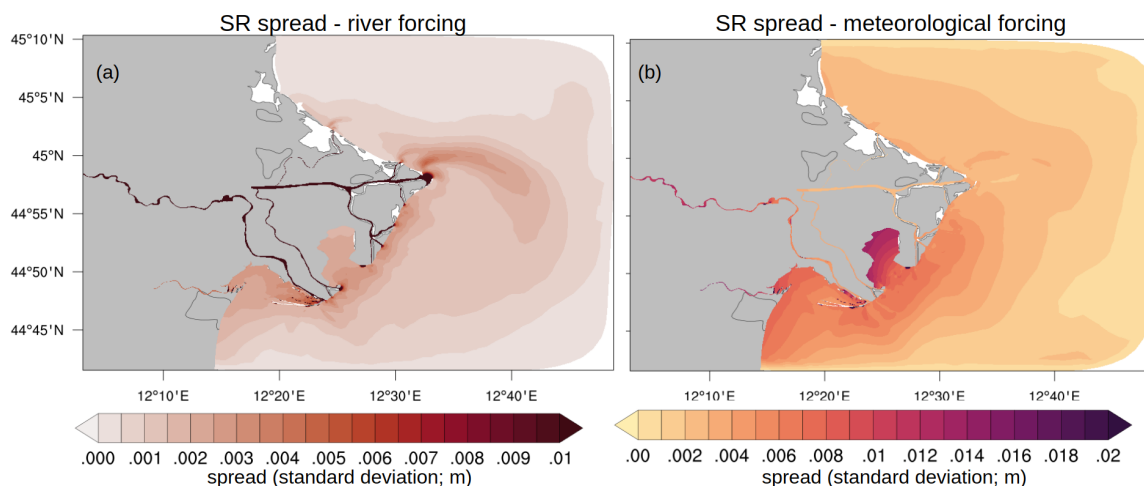 SR spread - river forcing
SR spread - meteorological forcing
45°10'N
(a)
(b)
45°5'N
45°N
44°55'N
44°50'N
44°45'N
12°10'E 12°20'E 12°30'E 12°40'E
12°10'E 12°20'E 12°30'E 12°40'E
.000 .001 .002 .003 .004 .005 .006 .007 .008 .009 .01
.00 .002 .004 .006 .008 .01 .012 .014 .016 .018 .02
spread (standard deviation; m)
spread (standard deviation; m)